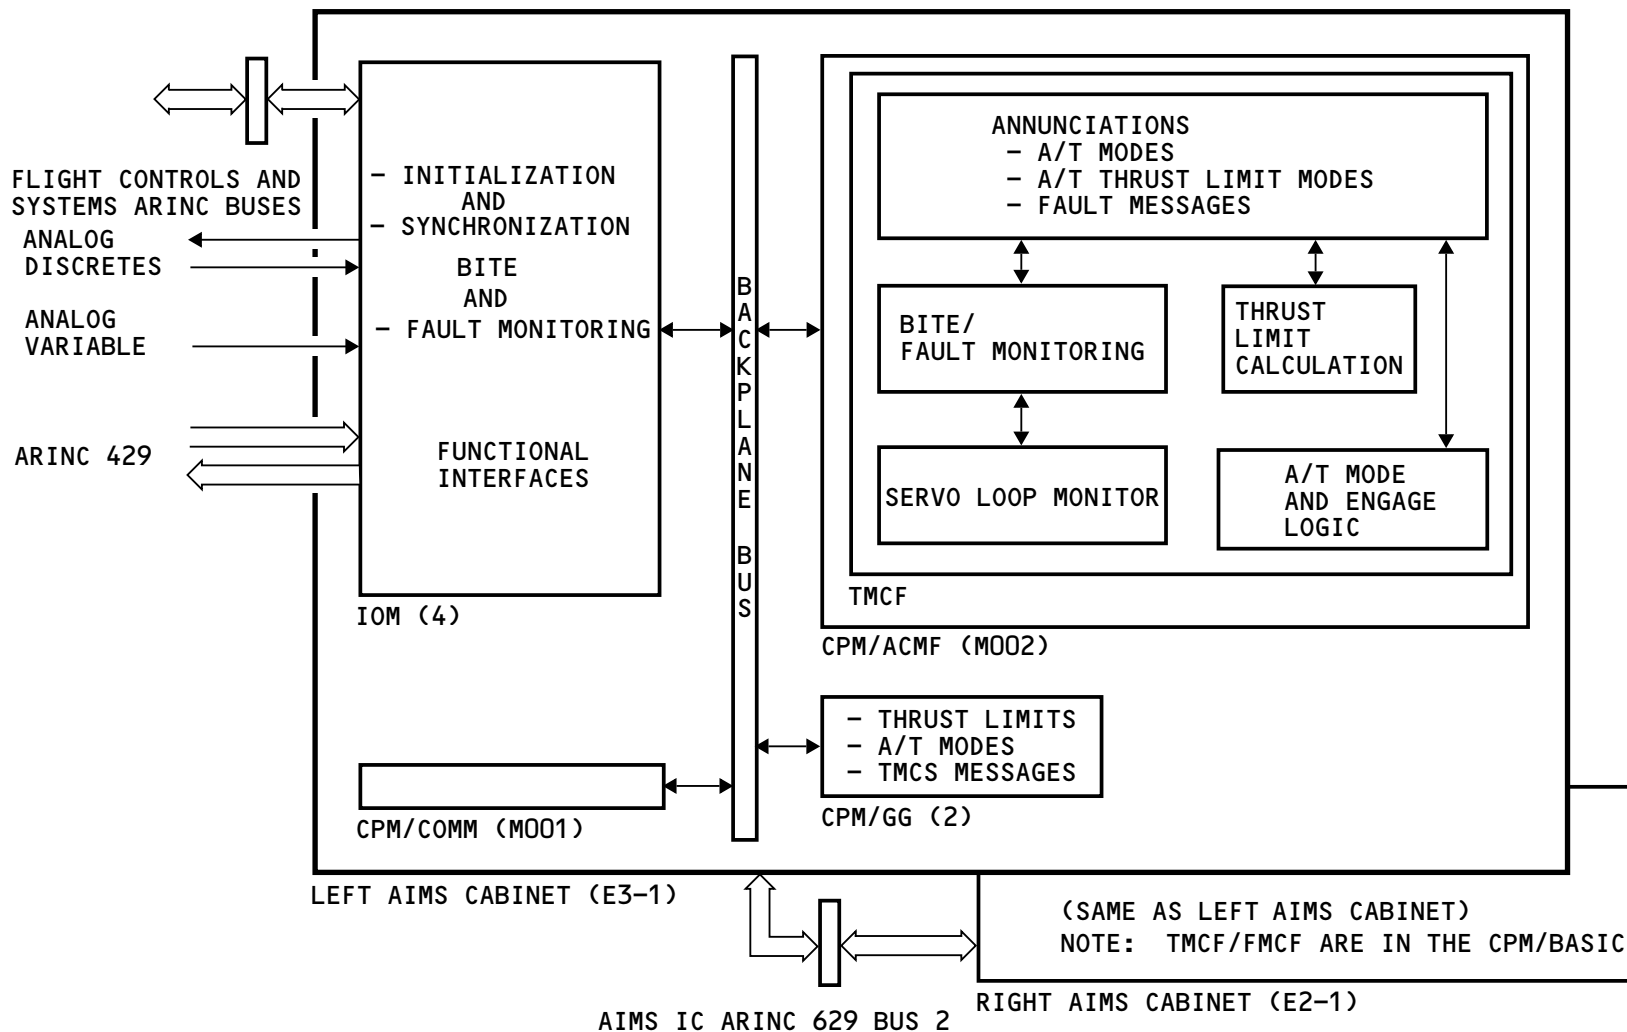 FLIGHT CONTROLS AND
SYSTEMS ARINC BUSES
ANALOG
DISCRETES
ANALOG
VARIABLE
ARINC 429
– INITIALIZATION
AND
– SYNCHRONIZATION
BITE
AND
– FAULT MONITORING
FUNCTIONAL
INTERFACES
IOM (4)
CPM/COMM (M001)
BACKPLANE BUS
ANNUNCIATIONS
– A/T MODES
– A/T THRUST LIMIT MODES
– FAULT MESSAGES
BITE/
FAULT MONITORING
THRUST
LIMIT
CALCULATION
SERVO LOOP MONITOR
A/T MODE
AND ENGAGE
LOGIC
TMCF
CPM/ACMF (M002)
– THRUST LIMITS
– A/T MODES
– TMCS MESSAGES
CPM/GG (2)
LEFT AIMS CABINET (E3–1)
(SAME AS LEFT AIMS CABINET)
NOTE: TMCF/FMCF ARE IN THE CPM/BASIC
RIGHT AIMS CABINET (E2–1)
AIMS IC ARINC 629 BUS 2